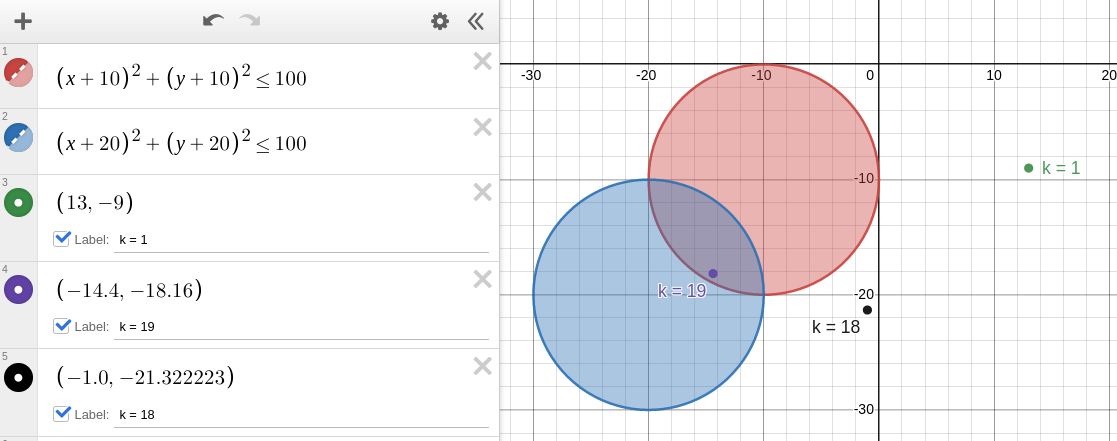 1
(x + 10)² + (y + 10)² ≤ 100
2
(x + 20)² + (y + 20)² ≤ 100
3
(13, −9)
Label: k = 1
4
(−14.4, −18.16)
Label: k = 19
5
(−1.0, −21.322223)
Label: k = 18
-30 -20 -10 0 10 20
k = 1
-10
k = 19
-20
k = 18
-30